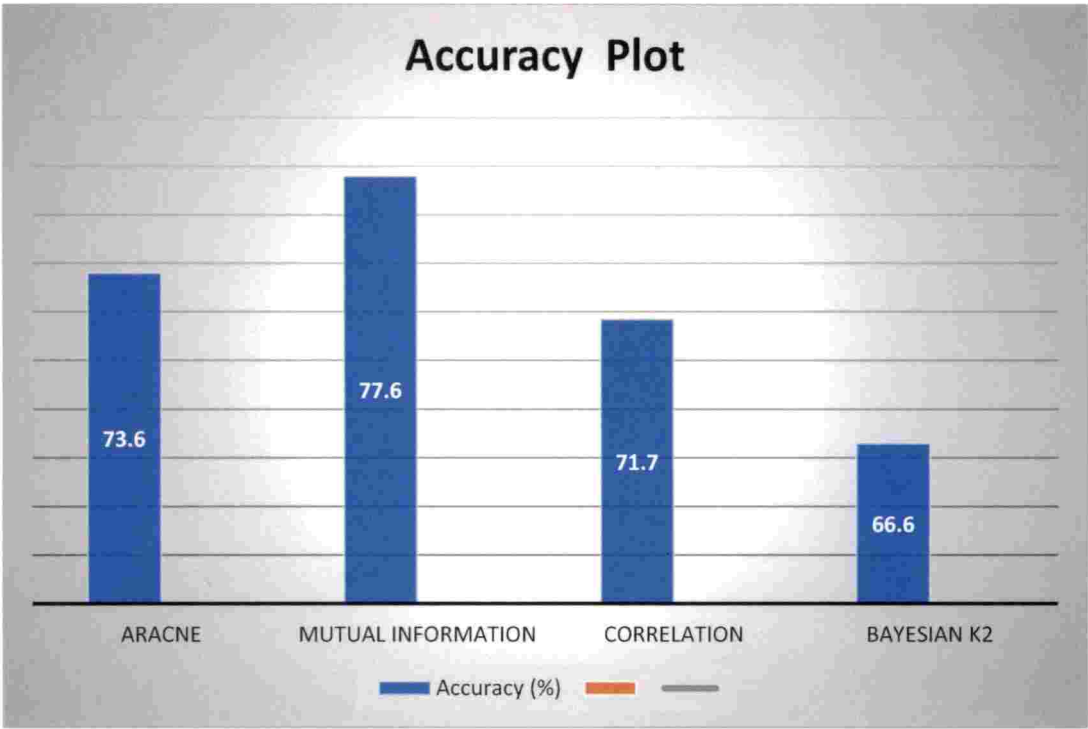 Accuracy Plot
73.6
77.6
71.7
66.6
ARACNE
MUTUAL INFORMATION
CORRELATION
BAYESIAN K2
Accuracy (%)